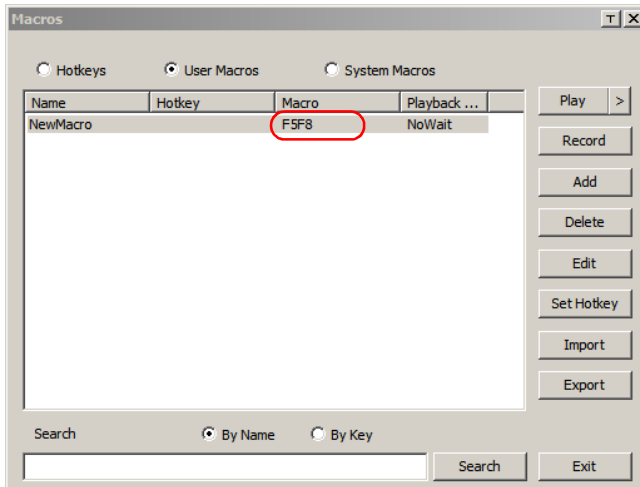 Macros T X
Hotkeys User Macros System Macros
Name Hotkey Macro Playback ... Play >
NewMacro F5F8 NoWait
Record
Add
Delete
Edit
Set Hotkey
Import
Export
Search By Name By Key
Search Exit